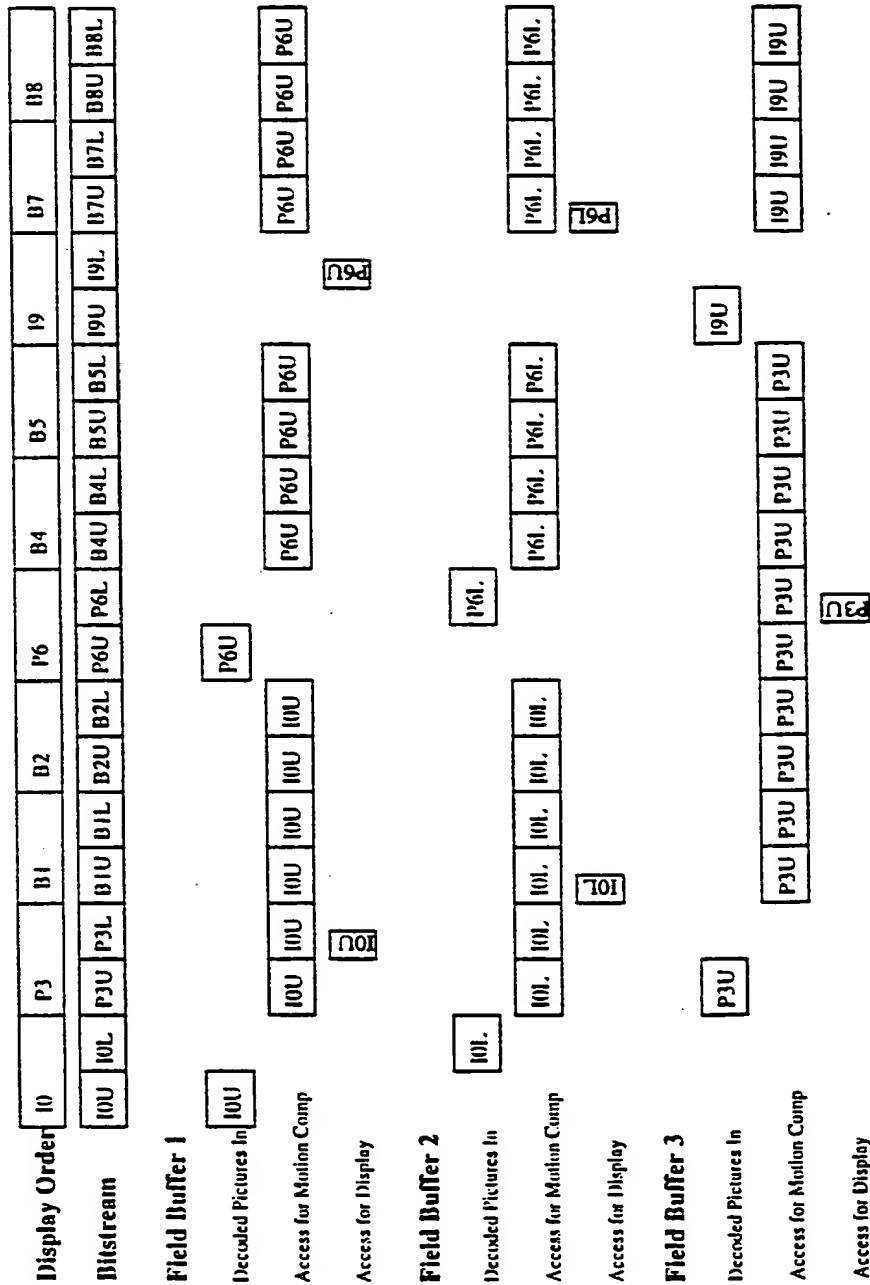 Display Order I0 P3 B1 B2 P6 B4 B5 I9 B7 B8
Bitstream I0U I0L P3U P3L B1U B1L B2U B2L P6U P6L B4U B4L B5U B5L I9U I9L B7U B7L B8U B8L
Field Buffer 1
Decoded Pictures In I0U P6U
Access for Motion Comp I0U I0U I0U I0U I0U I0U P6U P6U P6U P6U P6U P6U P6U P6U
Access for Display I0U P6U
Field Buffer 2
Decoded Pictures In I0L P6L
Access for Motion Comp I0L I0L I0L I0L I0L I0L P6L P6L P6L P6L P6L P6L P6L P6L
Access for Display I0L P6L
Field Buffer 3
Decoded Pictures In P3U I9U
Access for Motion Comp P3U P3U P3U P3U P3U P3U P3U P3U P3U P3U I9U I9U I9U I9U
Access for Display P3U